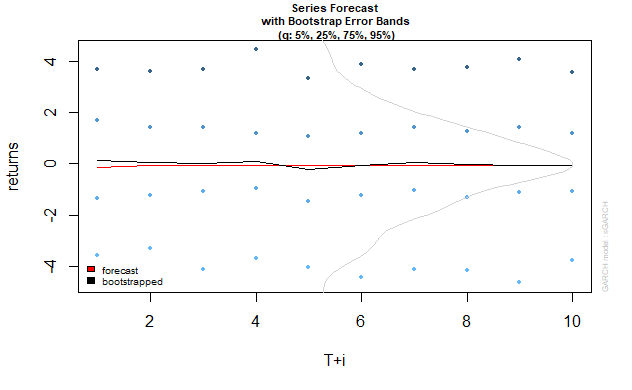 Series Forecast
with Bootstrap Error Bands
(q: 5%, 25%, 75%, 95%)
returns
4
2
0
-2
-4
forecast
bootstrapped
2
4
6
8
10
T+i
GARCH model: sGARCH